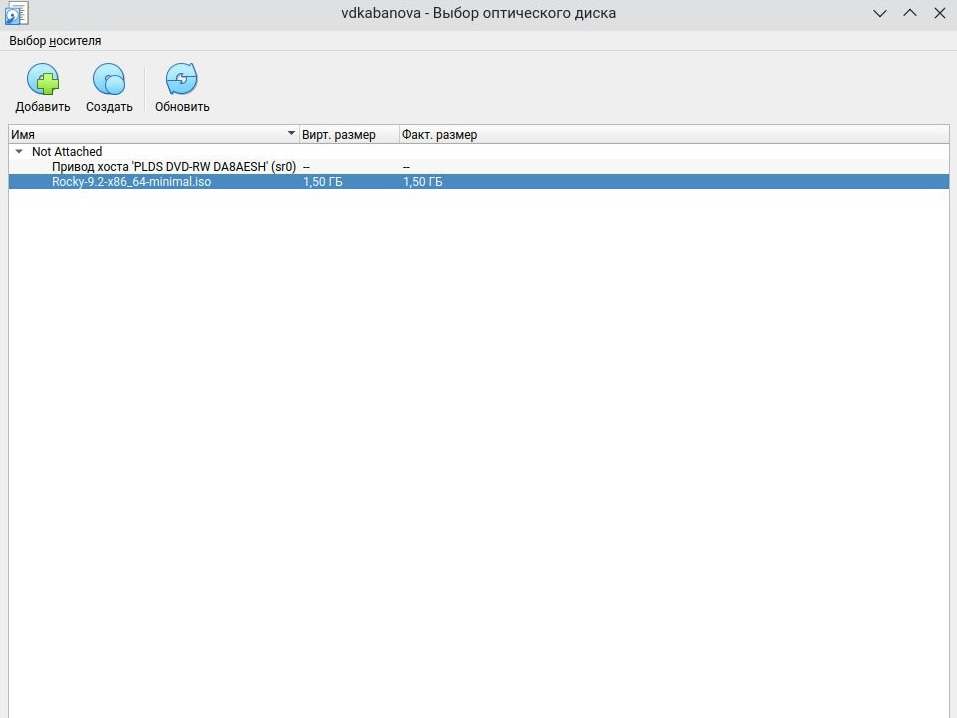 vdkabanova - Выбор оптического диска
Выбор носителя
Добавить Создать Обновить
Имя Вирт. размер Факт. размер
Not Attached
Привод хоста 'PLDS DVD-RW DA8AESH' (sr0) -- --
Rocky-9.2-x86_64-minimal.iso 1,50 ГБ 1,50 ГБ